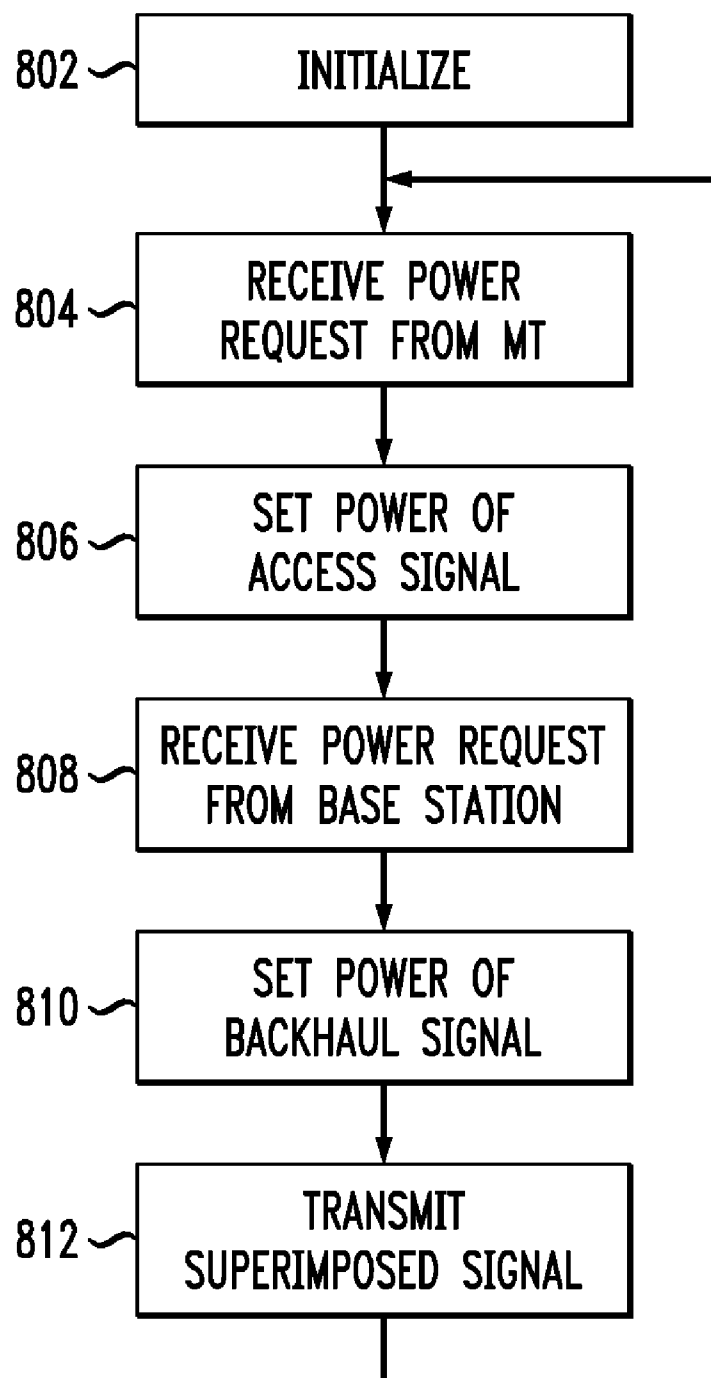 802
INITIALIZE
804
RECEIVE POWER
REQUEST FROM MT
806
SET POWER OF
ACCESS SIGNAL
808
RECEIVE POWER REQUEST
FROM BASE STATION
810
SET POWER OF
BACKHAUL SIGNAL
812
TRANSMIT
SUPERIMPOSED SIGNAL